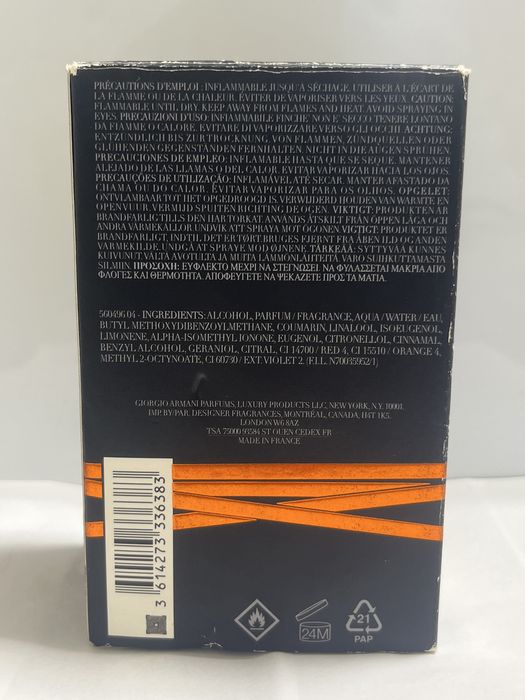 PRÉCAUTIONS D'EMPLOI : INFLAMMABLE JUSQU'A SÉCHAGE. UTILISER A L'ÉCART DE
LA FLAMME OU DE LA CHALEUR. ÉVITER DE VAPORISER VERS LES YEUX. CAUTION:
FLAMMABLE UNTIL DRY. KEEP AWAY FROM FLAMES AND HEAT. AVOID SPRAYING IN
EYES. PRECAUZIONI D'USO: INFIAMMABILE FINCHE' NON E' SECCO TENERE LONTANO
DA FIAMME O CALORE. EVITARE DI VAPORIZZARE VERSO GLI OCCHI. ACHTUNG:
ENTZÜNDLICH BIS ZUR TROCKNUNG. VON FLAMMEN, ZÜNDQUELLEN ODER
GLÜHENDEN GEGENSTÄNDEN FERNHALTEN. NICHT IN DIE AUGEN SPRÜHEN.
PRECAUCIONES DE EMPLEO: INFLAMABLE HASTA QUE SE SEQUE. MANTENER
ALEJADO DE LAS LLAMAS O DEL CALOR. EVITAR VAPORIZAR HACIA LOS OJOS.
PRECAUÇÕES DE UTILIZAÇÃO: INFLAMÁVEL ATÉ SECAR. MANTER AFASTADO DA
CHAMA OU DO CALOR. EVITAR VAPORIZAR PARA OS OLHOS. OPGELET:
ONTVLAMBAAR TOT HET OPGEDROOGD IS. VERWIJDERD HOUDEN VAN WARMTE EN
OPEN VUUR. VERMIJD SPUITEN RICHTING DE OGEN. VIKTIGT: PRODUKTEN ÄR
BRANDFARLIG TILLS DEN HAR TORKAT. ANVÄNDS ÅTSKILT FRÅN ÖPPEN LÅGA OCH
ANDRA VÄRMEKÄLLOR. UNDVIK ATT SPRAYA MOT ÖGONEN. VIGTIGT: PRODUKTET ER
BRANDFARLIGT, INDTIL DET ER TØRT. BRUGES FJERNT FRA ÅBEN ILD OG ANDEN
VARMEKILDE. UNDGÅ AT SPRAYE MOD ØJNENE. TÄRKEÄÄ: SYTTYVÄÄ KUNNES
KUIVUNUT. VÄLTÄ AVOTULTA JA MUITA LÄMMÖNLÄHTEITÄ. VARO SUIHKUTTAMASTA
SILMIIN. ΠΡΟΣΟΧΗ: ΕΥΦΛΕΚΤΟ ΜΕΧΡΙ ΝΑ ΣΤΕΓΝΩΣΕΙ. ΝΑ ΦΥΛΑΣΣΕΤΑΙ ΜΑΚΡΙΑ ΑΠΟ
ΦΛΟΓΕΣ ΚΑΙ ΘΕΡΜΟΤΗΤΑ. ΑΠΟΦΕΥΓΕΤΕ ΝΑ ΨΕΚΑΖΕΤΕ ΠΡΟΣ ΤΑ ΜΑΤΙΑ.
560496 04 - INGREDIENTS: ALCOHOL, PARFUM / FRAGRANCE, AQUA / WATER / EAU,
BUTYL METHOXYDIBENZOYLMETHANE, COUMARIN, LINALOOL, ISOEUGENOL,
LIMONENE, ALPHA-ISOMETHYL IONONE, EUGENOL, CITRONELLOL, CINNAMAL,
BENZYL ALCOHOL, GERANIOL, CITRAL, CI 14700 / RED 4, CI 15510 / ORANGE 4,
METHYL 2-OCTYNOATE, CI 60730 / EXT. VIOLET 2. (F.I.L. N70035952/1)
GIORGIO ARMANI PARFUMS, LUXURY PRODUCTS LLC, NEW YORK, N.Y. 10001.
IMP. BY/PAR. DESIGNER FRAGRANCES, MONTRÉAL, CANADA, H4T 1K5.
LONDON W6 8AZ
TSA 75000 93584 ST OUEN CEDEX FR
MADE IN FRANCE
3 614273 336383
24M
21
PAP